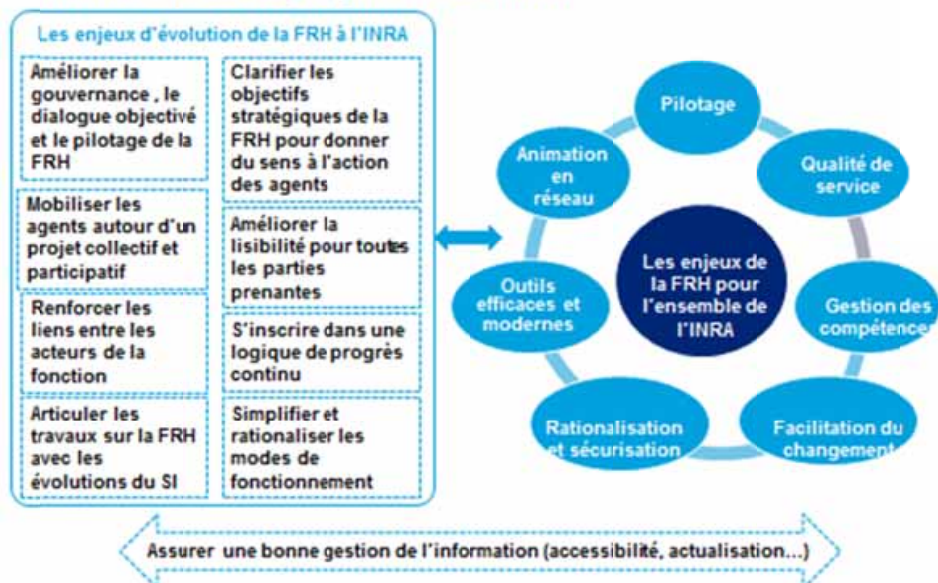 Les enjeux d'évolution de la FRH à l'INRA
Améliorer la
gouvernance , le
dialogue objectivé
et le pilotage de la
FRH
Mobiliser les
agents autour d'un
projet collectif et
participatif
Renforcer les
liens entre les
acteurs de la
fonction
Articuler les
travaux sur la FRH
avec les
évolutions du SI
Clarifier les
objectifs
stratégiques de la
FRH pour donner
du sens à l'action
des agents
Améliorer la
lisibilité pour toutes
les parties
prenantes
S'inscrire dans une
logique de progrès
continu
Simplifier et
rationaliser les
modes de
fonctionnement
Pilotage
Qualité de
service
Gestion des
compétences
Facilitation du
changement
Rationalisation
et sécurisation
Outils
efficaces et
modernes
Animation
en
réseau
Les enjeux de
la FRH pour
l'ensemble de
l'INRA
Assurer une bonne gestion de l'information (accessibilité, actualisation...)